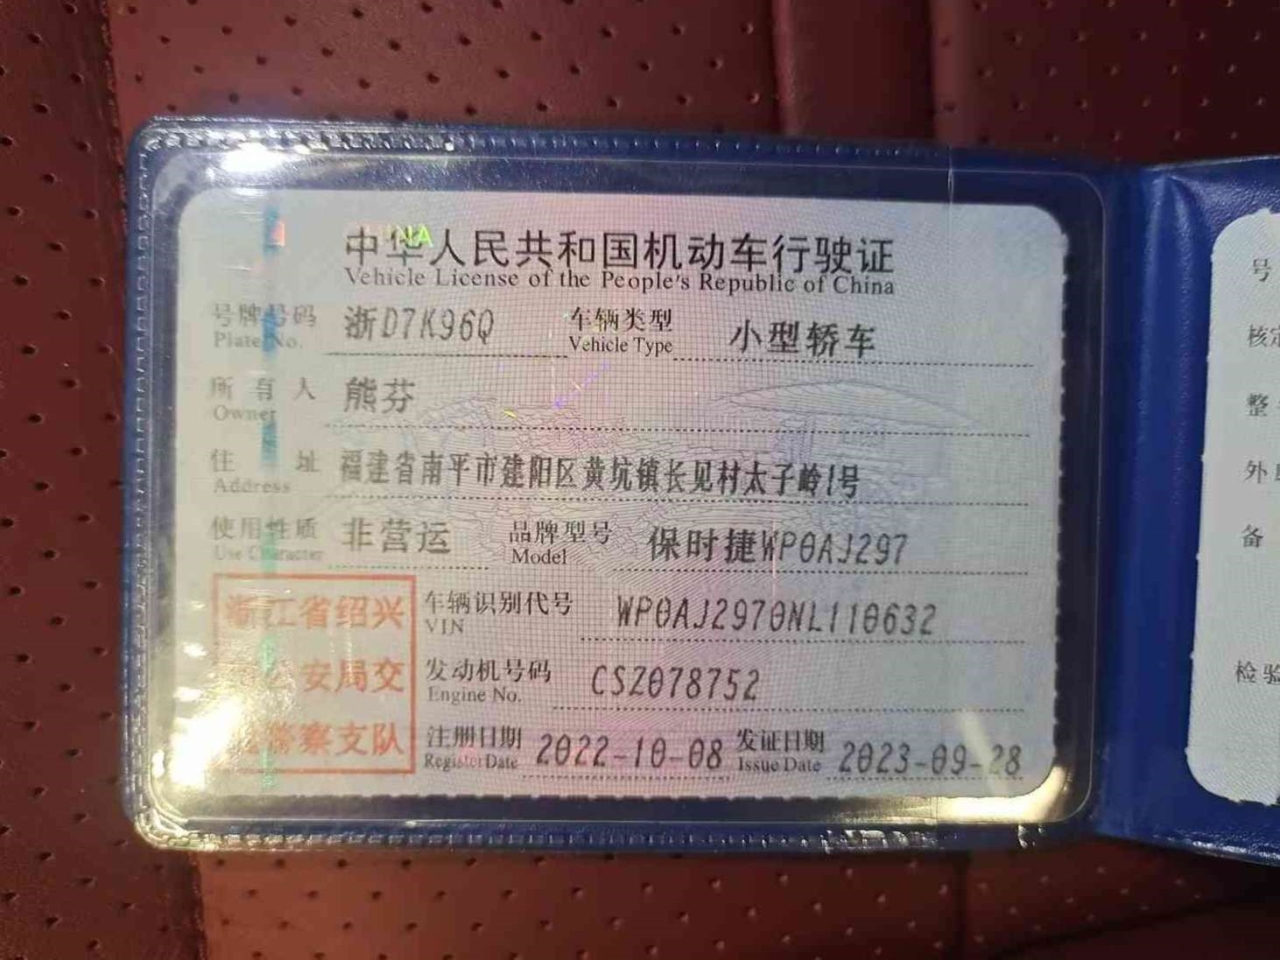 中华人民共和国机动车行驶证
Vehicle License of the People's Republic of China
号牌号码 浙D7K96Q 车辆类型 小型轿车
Plate No. Vehicle Type
所有人 熊芬
Owner
住址 福建省南平市建阳区黄坑镇长见村太子岭1号
Address
使用性质 非营运 品牌型号 保时捷WP0AJ297
Use Character Model
浙江省绍兴
市公安局交
通警察支队
车辆识别代号 WP0AJ2970NL110632
VIN
发动机号码 CSZ078752
Engine No.
注册日期 2022-10-08 发证日期 2023-09-28
Register Date Issue Date
号
核定
整
外
备
检验